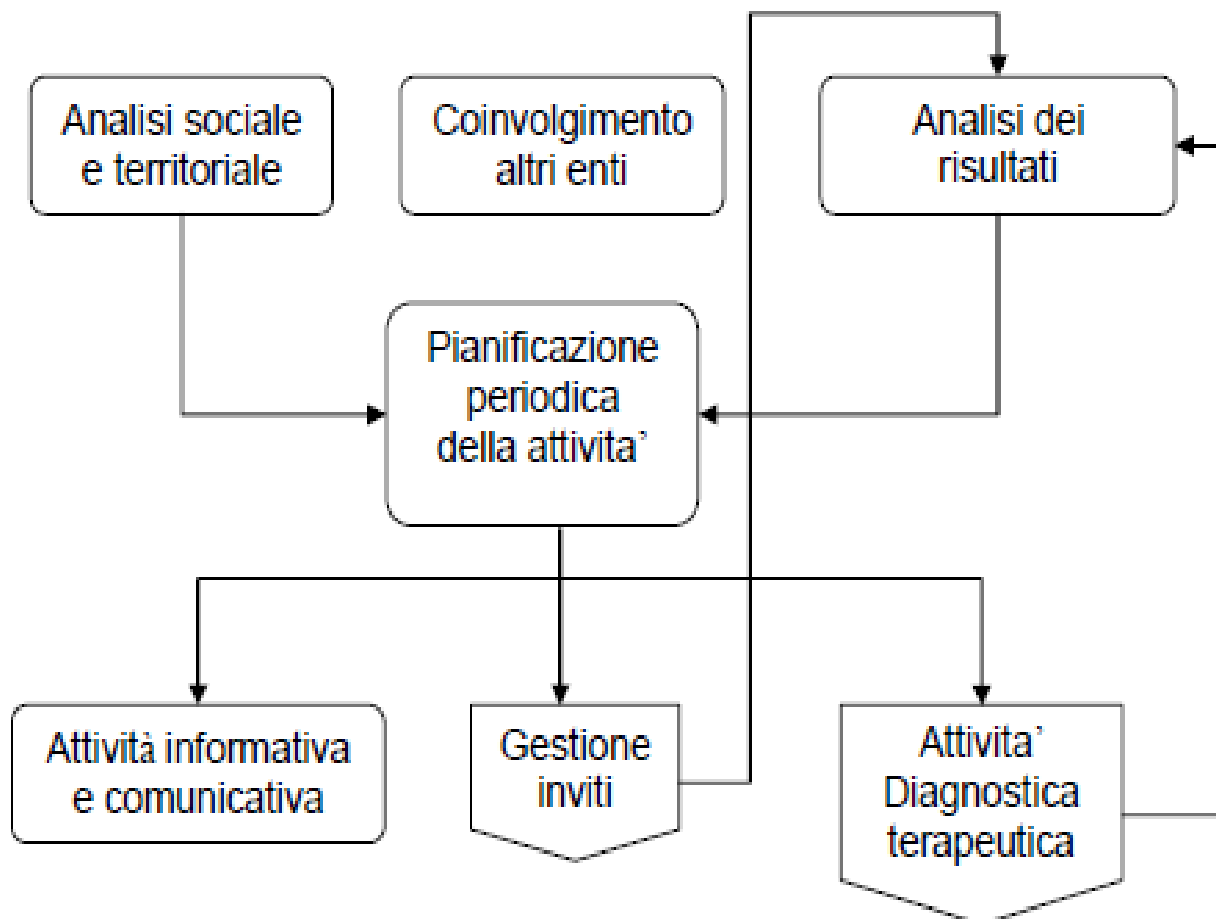 Analisi sociale
e territoriale
Coinvolgimento
altri enti
Analisi dei
risultati
Pianificazione
periodica
della attivita’
Attività informativa
e comunicativa
Gestione
inviti
Attivita’
Diagnostica
terapeutica